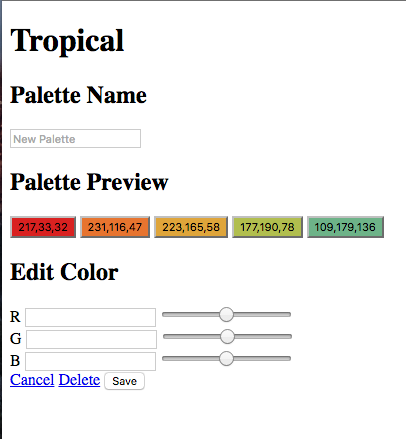 Tropical
Palette Name
New Palette
Palette Preview
217,33,32 231,116,47 223,165,58 177,190,78 109,179,136
Edit Color
R
G
B
Cancel Delete Save